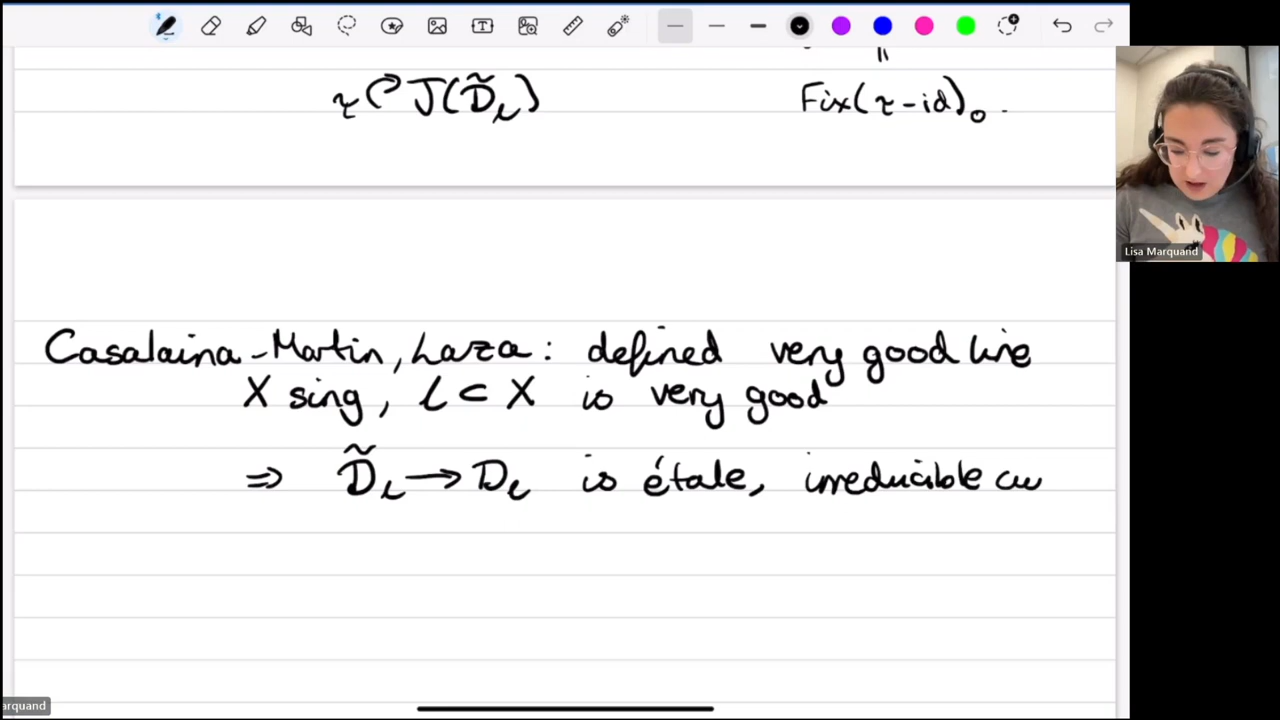 τ ↻ J(D̃_ℓ) Fix(τ-id)₀.
Casalaina-Martin, Laza: defined very good line
X sing, ℓ ⊂ X is very good
⇒ D̃_ℓ → D_ℓ is étale, irreducible cu
Lisa Marquand
arquand